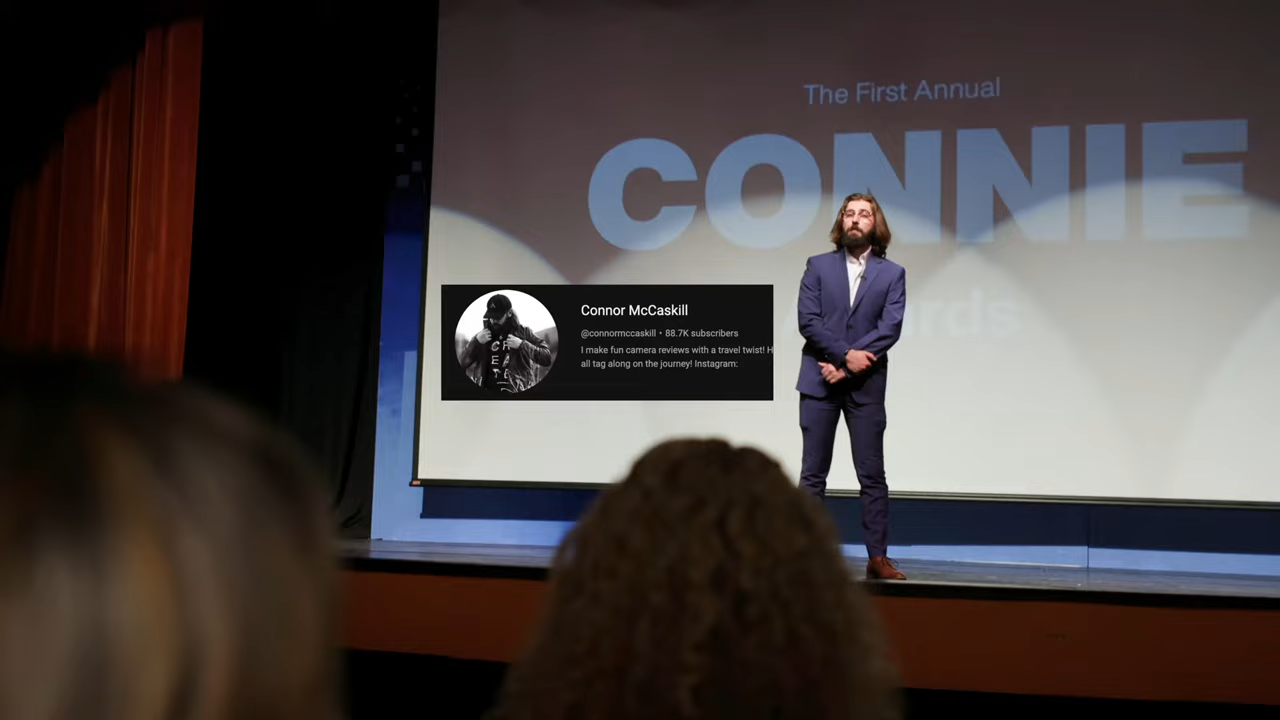 The First Annual
CONNIE
Connor McCaskill
@connormccaskill • 88.7K subscribers
I make fun camera reviews with a travel twist! H
all tag along on the journey! Instagram: